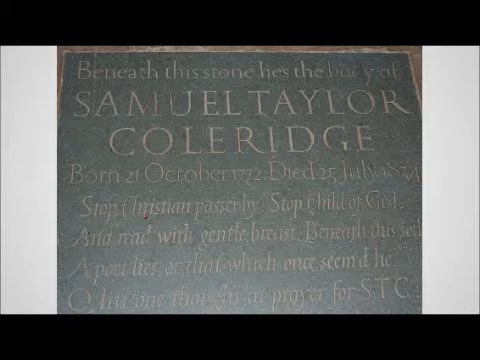 Beneath this stone lies the body of
SAMUEL TAYLOR
COLERIDGE
Born 21 October 1772: Died 25 July 1834
Stop Christian passer by: Stop Child of God,
And read with gentle breast. Beneath this sod
A poet lies, or that which once seem'd he.
O, lift one thought in prayer for S.T.C.